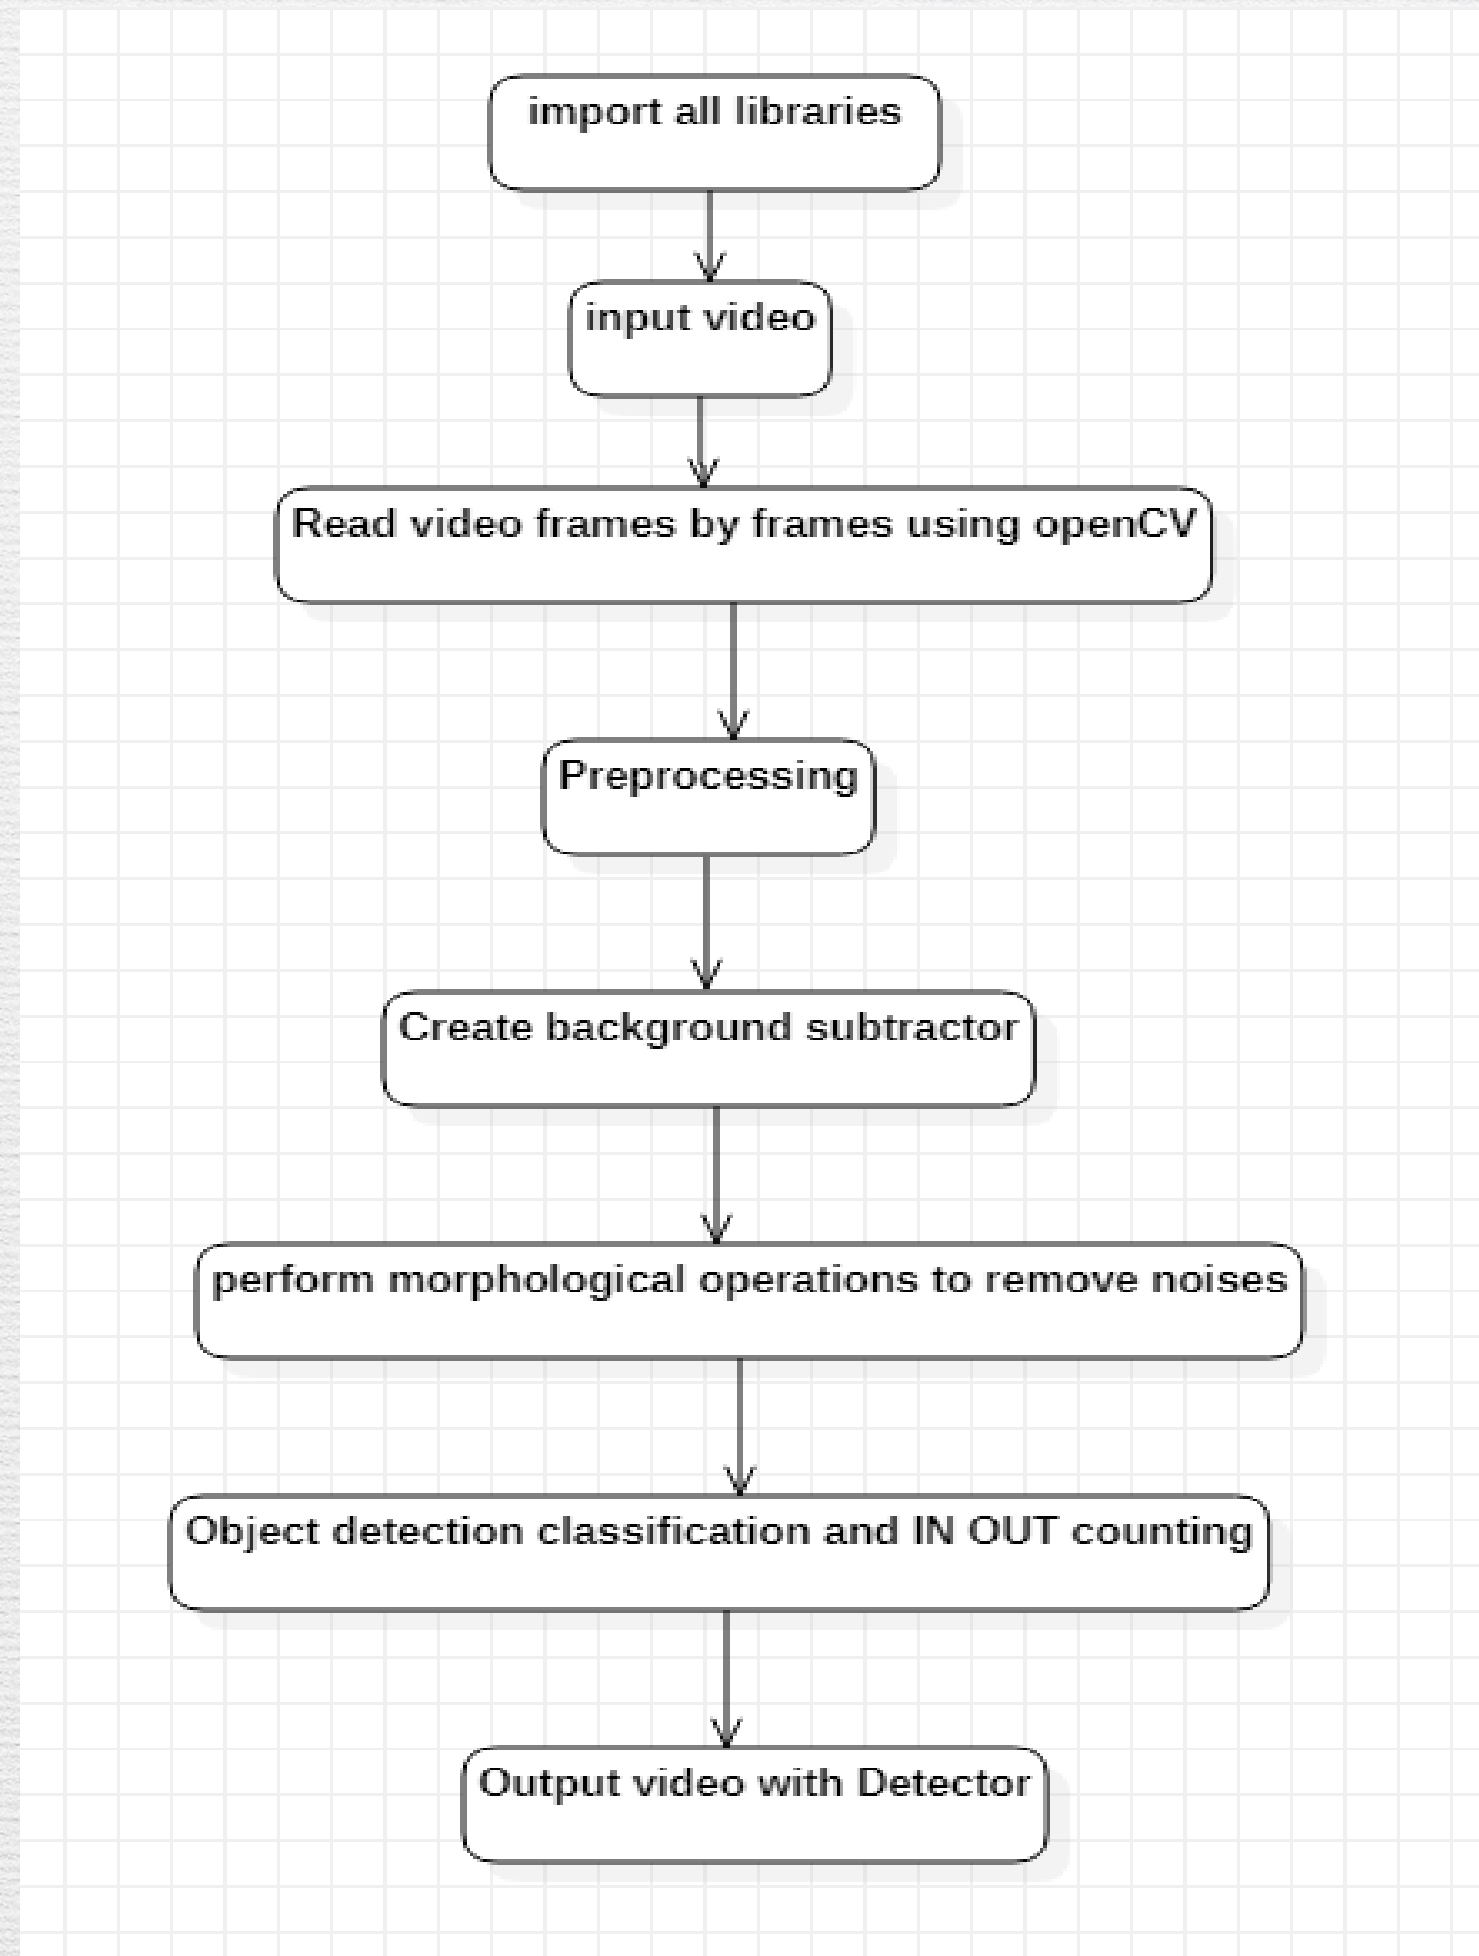 import all libraries
input video
Read video frames by frames using openCV
Preprocessing
Create background subtractor
perform morphological operations to remove noises
Object detection classification and IN OUT counting
Output video with Detector